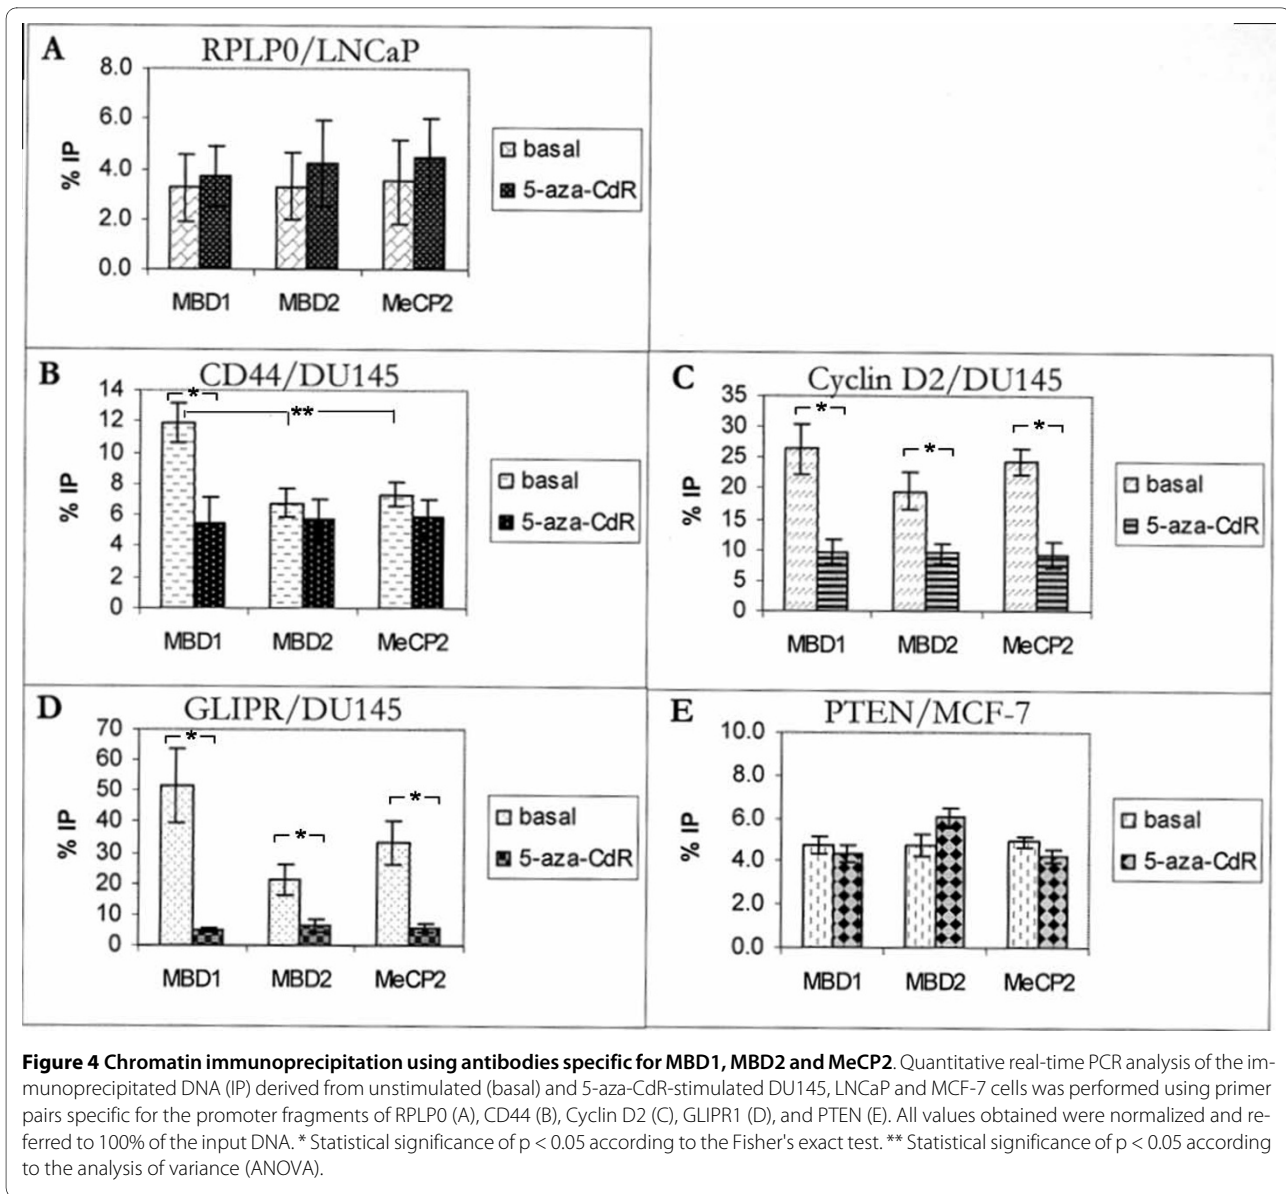 A RPLP0/LNCaP
8.0
6.0
4.0
2.0
0.0
% IP
basal
5-aza-CdR
MBD1 MBD2 MeCP2
B CD44/DU145
14
12
10
8
6
4
2
0
% IP
* 
**
basal
5-aza-CdR
MBD1 MBD2 MeCP2
C Cyclin D2/DU145
35
30
25
20
15
10
5
0
% IP
* * *
basal
5-aza-CdR
MBD1 MBD2 MeCP2
D GLIPR/DU145
70
60
50
40
30
20
10
0
% IP
* * *
basal
5-aza-CdR
MBD1 MBD2 MeCP2
E PTEN/MCF-7
10.0
8.0
6.0
4.0
2.0
0.0
% IP
basal
5-aza-CdR
MBD1 MBD2 MeCP2
Figure 4 Chromatin immunoprecipitation using antibodies specific for MBD1, MBD2 and MeCP2. Quantitative real-time PCR analysis of the im-
munoprecipitated DNA (IP) derived from unstimulated (basal) and 5-aza-CdR-stimulated DU145, LNCaP and MCF-7 cells was performed using primer
pairs specific for the promoter fragments of RPLP0 (A), CD44 (B), Cyclin D2 (C), GLIPR1 (D), and PTEN (E). All values obtained were normalized and re-
ferred to 100% of the input DNA. * Statistical significance of p < 0.05 according to the Fisher's exact test. ** Statistical significance of p < 0.05 according
to the analysis of variance (ANOVA).